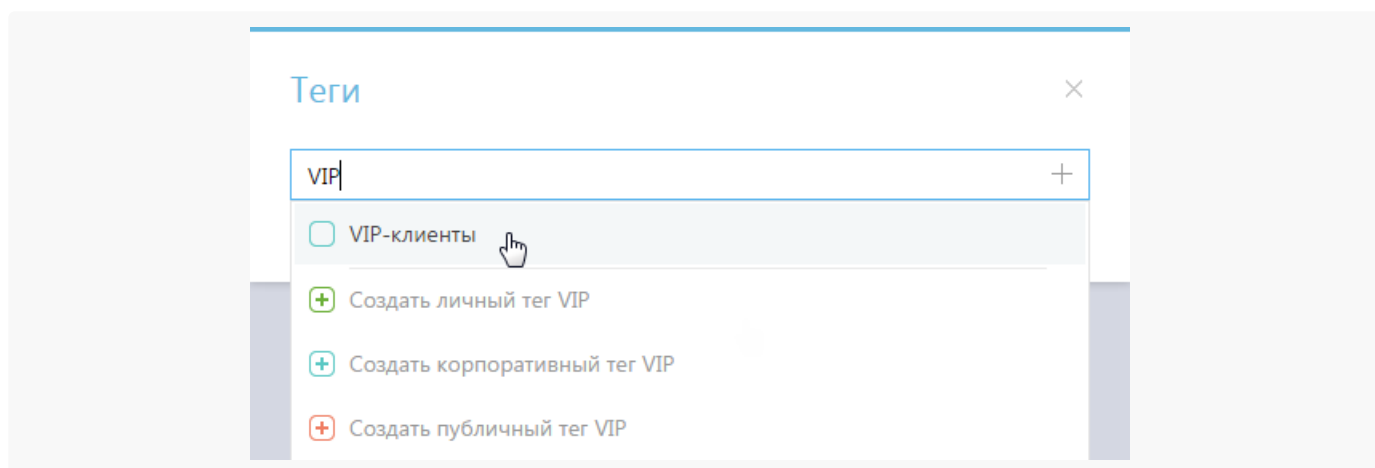 Теги
VIP
VIP-клиенты
Создать личный тег VIP
Создать корпоративный тег VIP
Создать публичный тег VIP